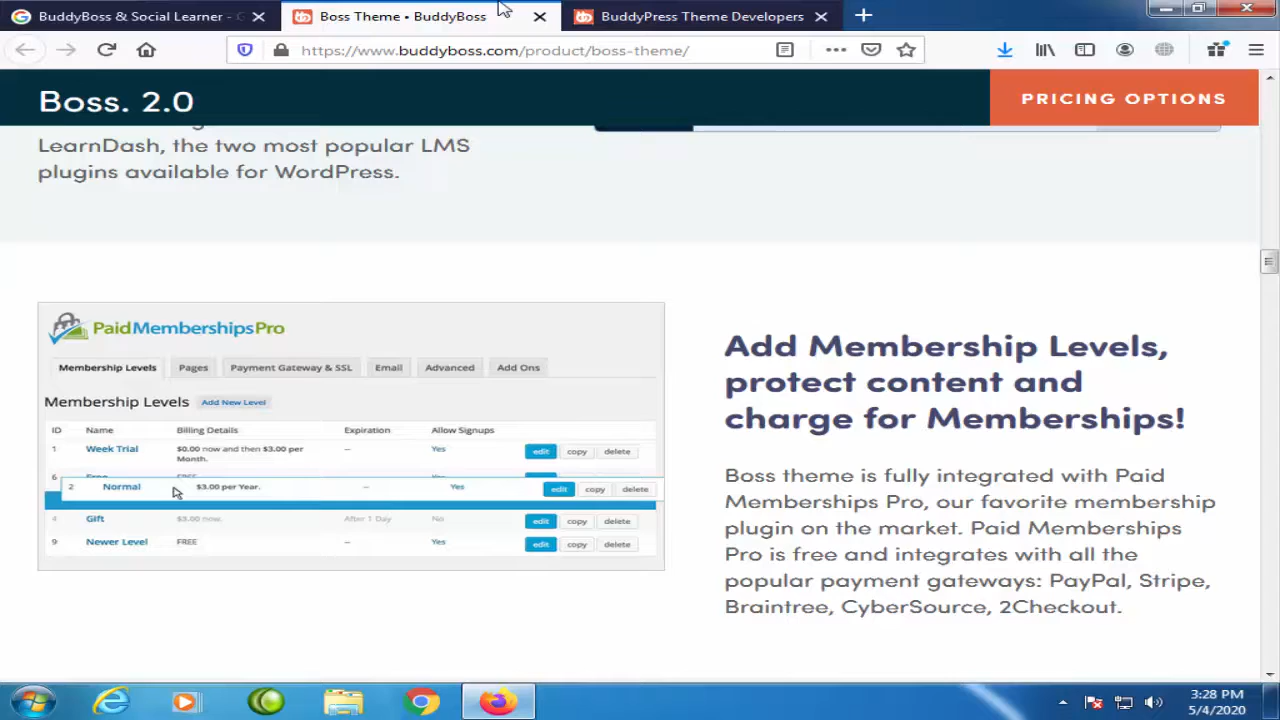 BuddyBoss & Social Learner - G
Boss Theme • BuddyBoss
BuddyPress Theme Developers
https://www.buddyboss.com/product/boss-theme/
Boss. 2.0
PRICING OPTIONS
LearnDash, the two most popular LMS
plugins available for WordPress.
PaidMembershipsPro
Membership Levels Pages Payment Gateway & SSL Email Advanced Add Ons
Membership Levels Add New Level
ID Name Billing Details Expiration Allow Signups
1 Week Trial $0.00 now and then $3.00 per -- Yes edit copy delete
Month.
6 Free FREE
2 Normal $3.00 per Year. -- Yes edit copy delete
4 Gift $3.00 now. After 1 Day No edit copy delete
9 Newer Level FREE -- Yes edit copy delete
Add Membership Levels,
protect content and
charge for Memberships!
Boss theme is fully integrated with Paid
Memberships Pro, our favorite membership
plugin on the market. Paid Memberships
Pro is free and integrates with all the
popular payment gateways: PayPal, Stripe,
Braintree, CyberSource, 2Checkout.
3:28 PM
5/4/2020